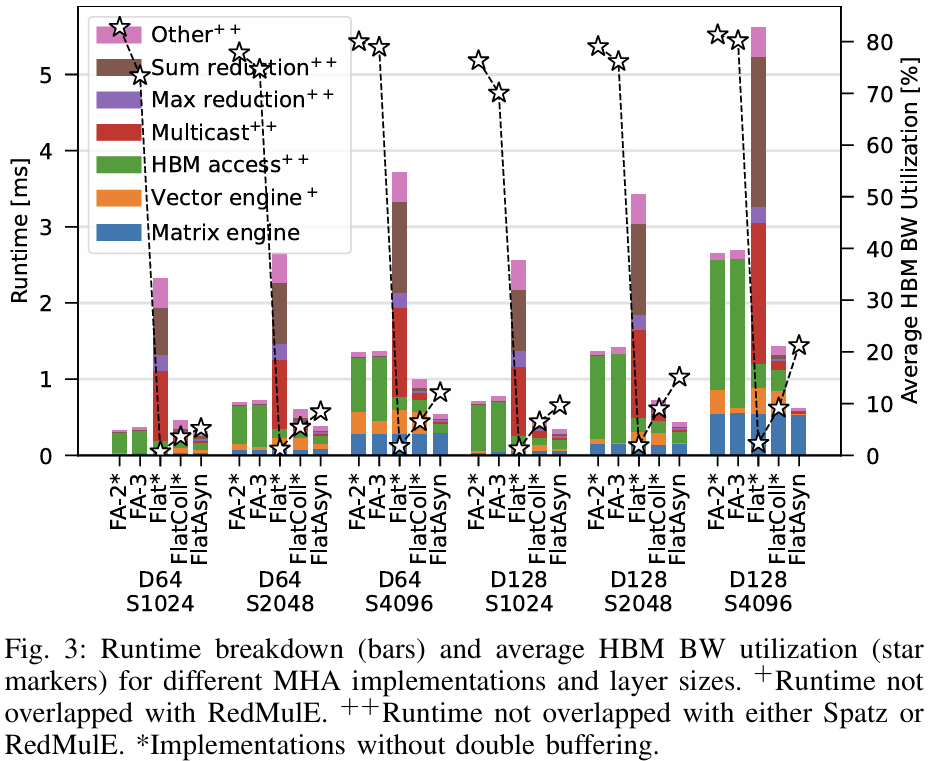 Other++
Sum reduction++
Max reduction++
Multicast++
HBM access++
Vector engine+
Matrix engine
Runtime [ms]
5
4
3
2
1
0
Average HBM BW Utilization [%]
80
70
60
50
40
30
20
10
0
FA-2*
FA-3
Flat*
FlatColl*
FlatAsyn
FA-2*
FA-3
Flat*
FlatColl*
FlatAsyn
FA-2*
FA-3
Flat*
FlatColl*
FlatAsyn
FA-2*
FA-3
Flat*
FlatColl*
FlatAsyn
FA-2*
FA-3
Flat*
FlatColl*
FlatAsyn
FA-2*
FA-3
Flat*
FlatColl*
FlatAsyn
D64
S1024
D64
S2048
D64
S4096
D128
S1024
D128
S2048
D128
S4096
Fig. 3: Runtime breakdown (bars) and average HBM BW utilization (star
markers) for different MHA implementations and layer sizes. +Runtime not
overlapped with RedMulE. ++Runtime not overlapped with either Spatz or
RedMulE. *Implementations without double buffering.